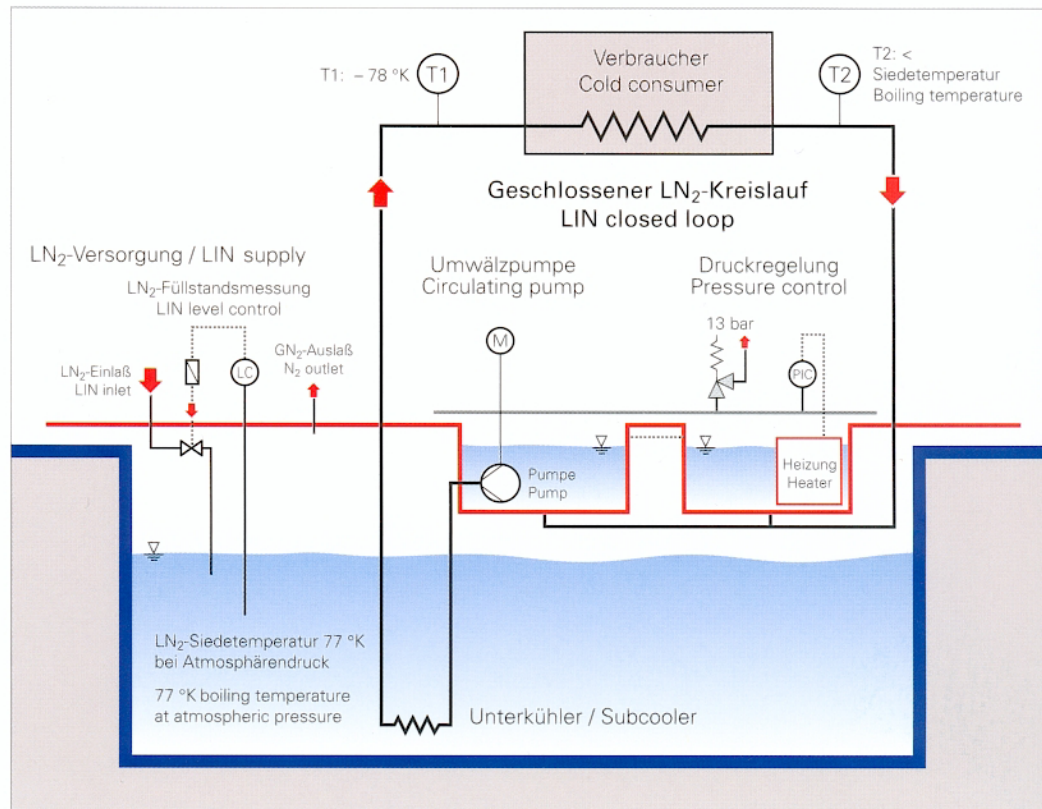 Verbraucher
Cold consumer
T1: – 78 °K
T1
T2
T2: <
Siedetemperatur
Boiling temperature
Geschlossener LN₂-Kreislauf
LIN closed loop
LN₂-Versorgung / LIN supply
LN₂-Füllstandsmessung
LIN level control
Umwälzpumpe
Circulating pump
Druckregelung
Pressure control
13 bar
M
GN₂-Auslaß
N₂ outlet
LN₂-Einlaß
LIN inlet
LC
PIC
Pumpe
Pump
Heizung
Heater
LN₂-Siedetemperatur 77 °K
bei Atmosphärendruck
77 °K boiling temperature
at atmospheric pressure
Unterkühler / Subcooler